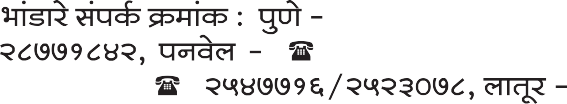 भांडारे संपर्क क्रमांक : पुणे -
२८७७१८४२, पनवेल - ☎
☎ २५४७७१६/२५२३०७८, लातूर -